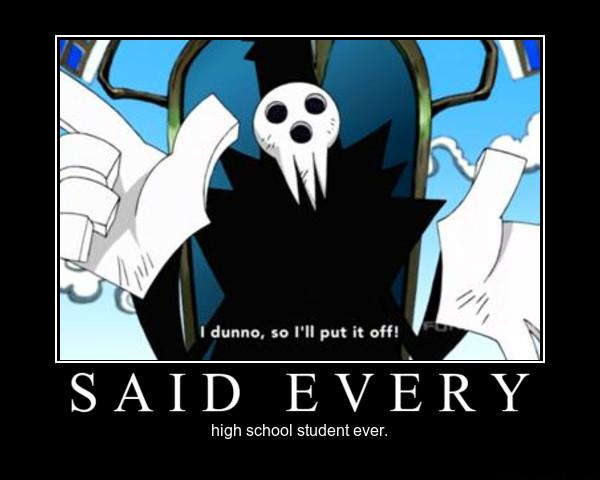 I dunno, so I'll put it off!
SAID EVERY
high school student ever.